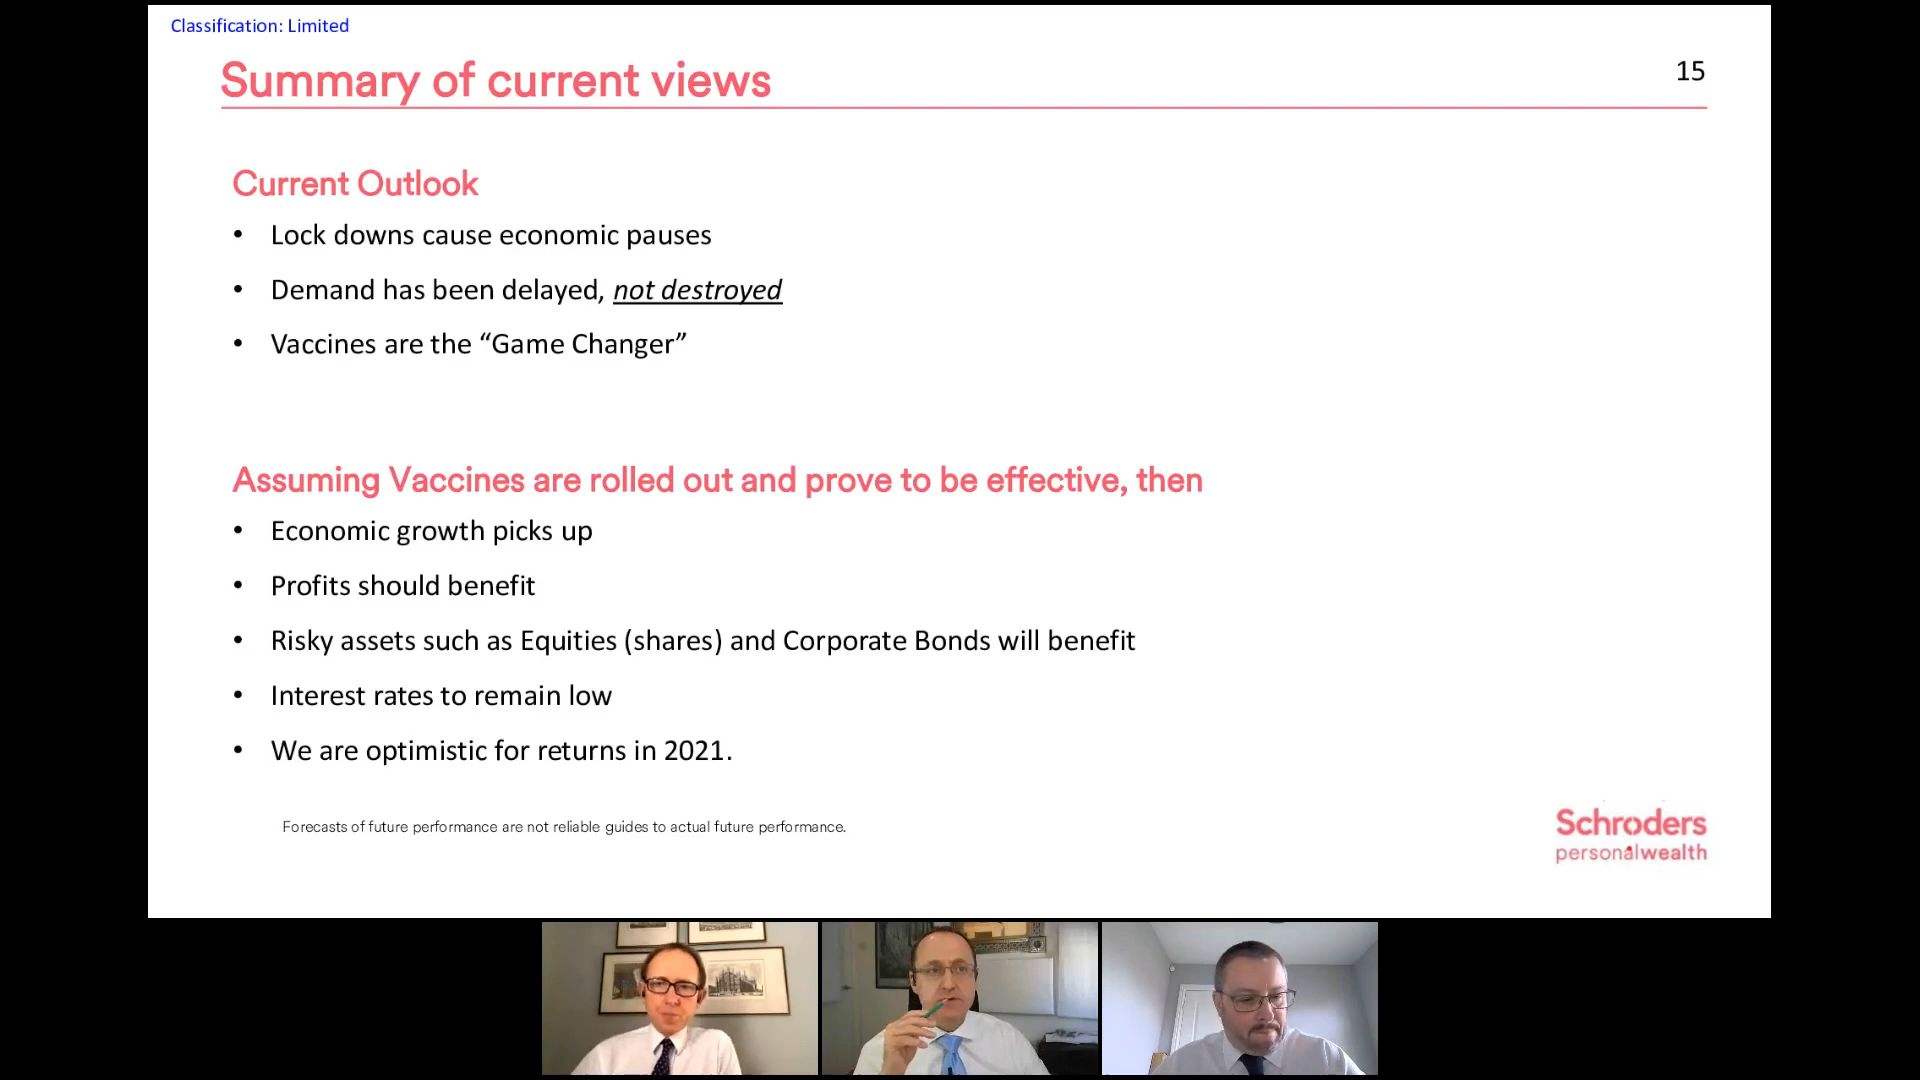 Classification: Limited
Summary of current views
15
Current Outlook
• Lock downs cause economic pauses
• Demand has been delayed, not destroyed
• Vaccines are the “Game Changer”
Assuming Vaccines are rolled out and prove to be effective, then
• Economic growth picks up
• Profits should benefit
• Risky assets such as Equities (shares) and Corporate Bonds will benefit
• Interest rates to remain low
• We are optimistic for returns in 2021.
Forecasts of future performance are not reliable guides to actual future performance.
Schroders
personalwealth